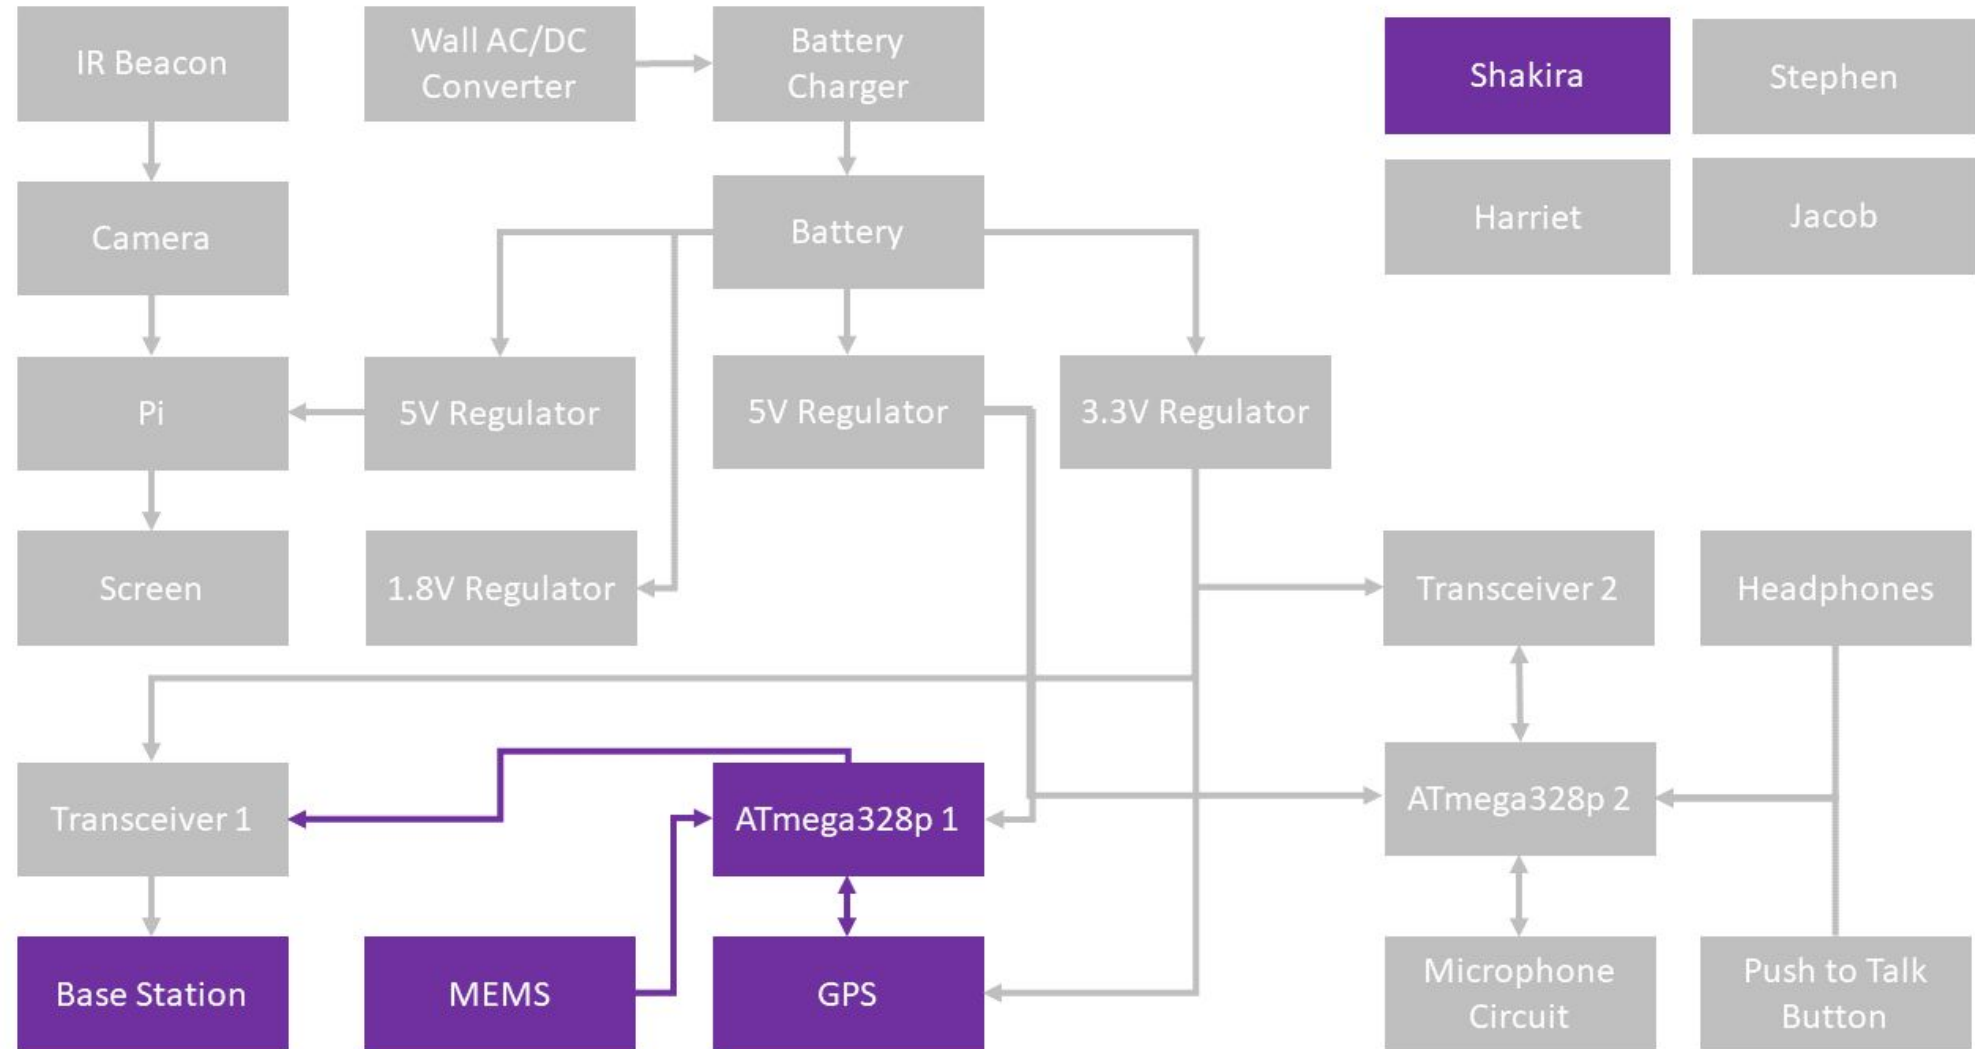 IR Beacon
Wall AC/DC
Converter
Battery
Charger
Shakira
Stephen
Camera
Battery
Harriet
Jacob
Pi
5V Regulator
5V Regulator
3.3V Regulator
Screen
1.8V Regulator
Transceiver 2
Headphones
Transceiver 1
ATmega328p 1
ATmega328p 2
Base Station
MEMS
GPS
Microphone
Circuit
Push to Talk
Button